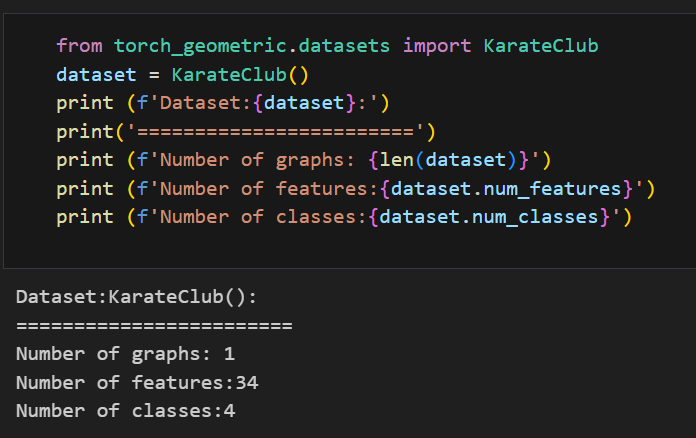 from torch_geometric.datasets import KarateClub
dataset = KarateClub()
print (f'Dataset:{dataset}:')
print('========================')
print (f'Number of graphs: {len(dataset)}')
print (f'Number of features:{dataset.num_features}')
print (f'Number of classes:{dataset.num_classes}')
Dataset:KarateClub():
========================
Number of graphs: 1
Number of features:34
Number of classes:4